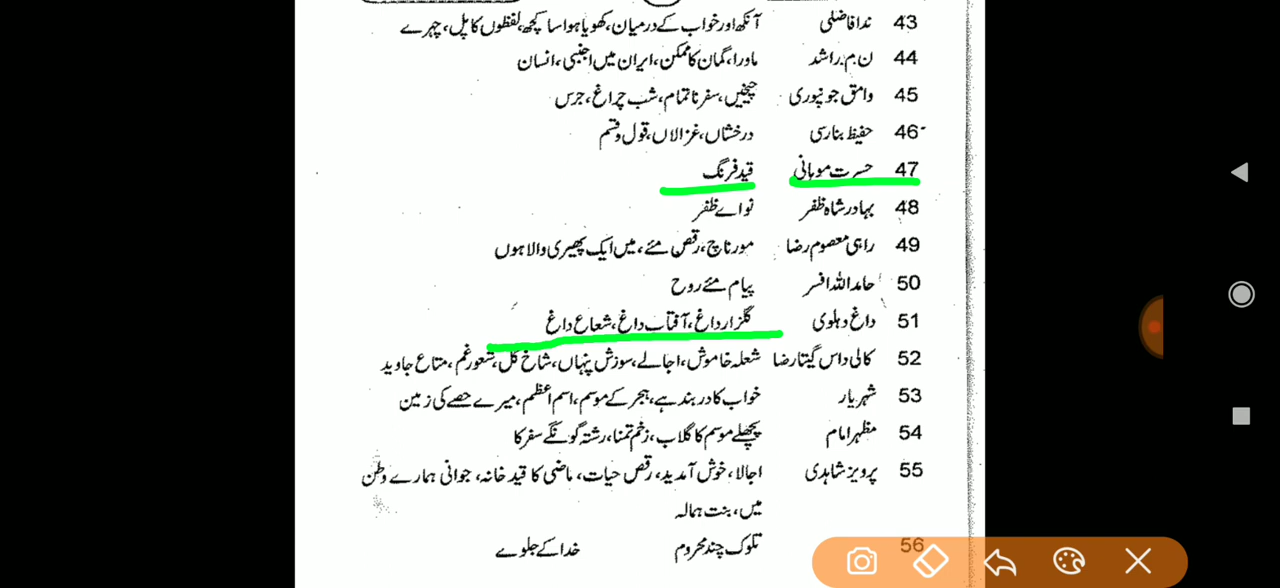 43 ندا فاضلی آنکھ اور خواب کے درمیان، کھویا ہوا سا کچھ، لفظوں کا پل، چہرے
44 ن م۔ راشد ماورا، گمان کا ممکن، ایران میں اجنبی، انسان
45 وامق جونپوری چیخیں، سفر ناتمام، شب چراغ، جرس
46 حفیظ بنارسی درخشاں، غزالاں، قول و قسم
47 حسرت موہانی قید فرنگ
48 بہادر شاہ ظفر نوائے ظفر
49 راہی معصوم رضا مور ناچ، رقص مئے، میں ایک پھیری والا ہوں
50 حامد اللہ افسر پیام مئے روح
51 داغ دہلوی گلزار داغ، آفتاب داغ، شعاع داغ
52 کالی داس گپتا رضا شعلہ خاموش، اجالے، سوزش پنہاں، شاخ گل، شعور غم، متاع جاوید
53 شہریار خواب کا در بند ہے، ہجر کے موسم، اسم اعظم، میرے حصے کی زمین
54 مظہر امام پچھلے موسم کا گلاب، زخم تمنا، رشتہ گونگے سفر کا
55 پرویز شاہدی اجالا، خوش آمدید، رقص حیات، ماضی کا قید خانہ، جوانی ہمارے وطن
میں، بنت ہمالہ
56 تلوک چند محروم خدا کے جلوے